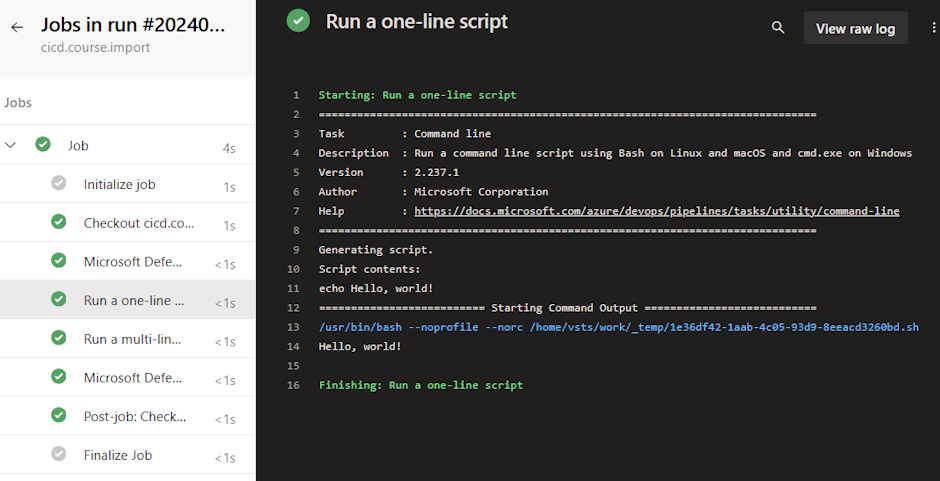 Jobs in run #20240...
cicd.course.import
Jobs
Job 4s
Initialize job 1s
Checkout cicd.co... 1s
Microsoft Defe... <1s
Run a one-line ... <1s
Run a multi-lin... <1s
Microsoft Defe... <1s
Post-job: Check... <1s
Finalize Job <1s
Run a one-line script
View raw log
1 Starting: Run a one-line script
2 ==============================================================================
3 Task         : Command line
4 Description  : Run a command line script using Bash on Linux and macOS and cmd.exe on Windows
5 Version      : 2.237.1
6 Author       : Microsoft Corporation
7 Help         : https://docs.microsoft.com/azure/devops/pipelines/tasks/utility/command-line
8 ==============================================================================
9 Generating script.
10 Script contents:
11 echo Hello, world!
12 ========================== Starting Command Output ===========================
13 /usr/bin/bash --noprofile --norc /home/vsts/work/_temp/1e36df42-1aab-4c05-93d9-8eeacd3260bd.sh
14 Hello, world!
15
16 Finishing: Run a one-line script